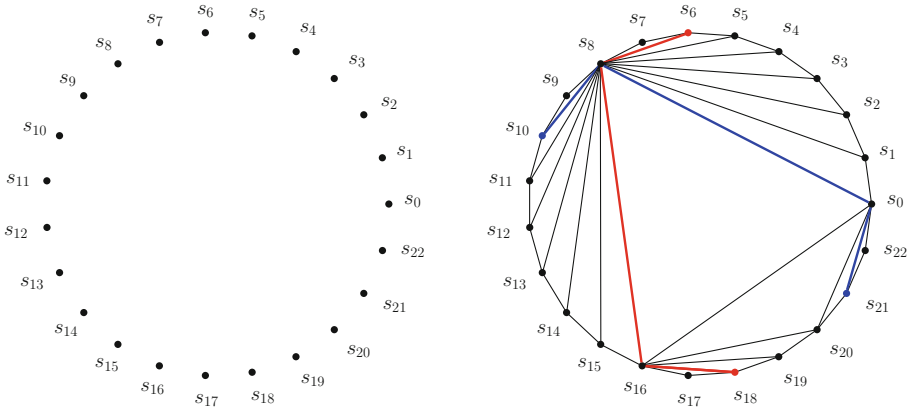 s₆
s₅
s₇
s₄
s₈
s₃
s₉
s₂
s₁₀
s₁
s₁₁
s₀
s₁₂
s₂₂
s₁₃
s₂₁
s₁₄
s₂₀
s₁₅
s₁₉
s₁₆
s₁₈
s₁₇
s₆
s₅
s₇
s₄
s₈
s₃
s₉
s₂
s₁₀
s₁
s₁₁
s₀
s₁₂
s₂₂
s₁₃
s₂₁
s₁₄
s₂₀
s₁₅
s₁₉
s₁₆
s₁₈
s₁₇